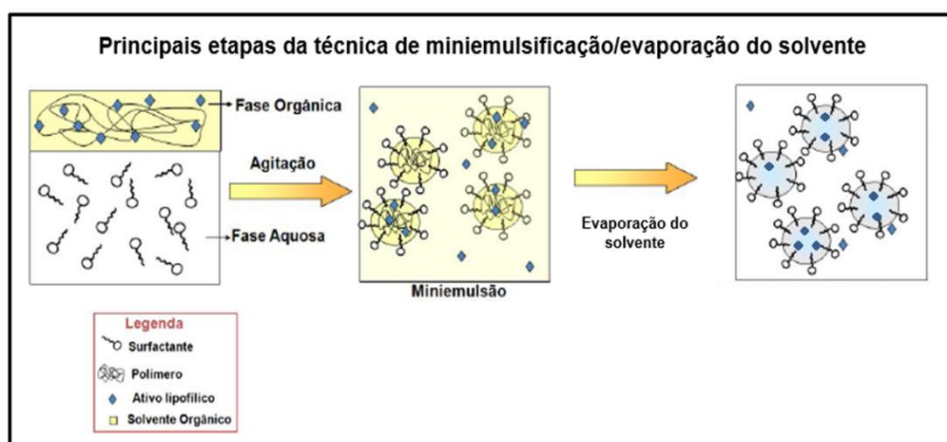 Principais etapas da técnica de miniemulsificação/evaporação do solvente
Fase Orgânica
Agitação
Fase Aquosa
Miniemulsão
Evaporação do
solvente
Legenda
Surfactante
Polímero
Ativo lipofílico
Solvente Orgânico